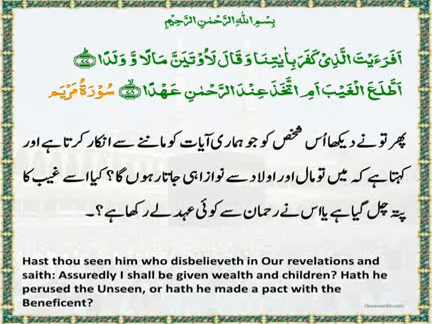 بِسْمِ اللّٰهِ الرَّحْمٰنِ الرَّحِيْمِ
اَفَرَءَيْتَ الَّذِيْ كَفَرَ بِاٰيٰتِنَا وَقَالَ لَاُوْتَيَنَّ مَالًا وَّ وَلَدًا ﴿٧٧﴾
اَطَّلَعَ الْغَيْبَ اَمِ اتَّخَذَ عِنْدَ الرَّحْمٰنِ عَهْدًا ﴿٧٨﴾ سُوْرَةُ مَرْيَم
پھر تو نے دیکھا اُس شخص کو جو ہماری آیات کو ماننے سے انکار کرتا ہے اور
کہتا ہے کہ میں تو مال اور اولاد سے نوازا ہی جاتا رہوں گا؟ کیا اسے غیب کا
پتہ چل گیا ہے یا اس نے رحمان سے کوئی عہد لے رکھا ہے؟۔
Hast thou seen him who disbelieveth in Our revelations and
saith: Assuredly I shall be given wealth and children? Hath he
perused the Unseen, or hath he made a pact with the
Beneficent?